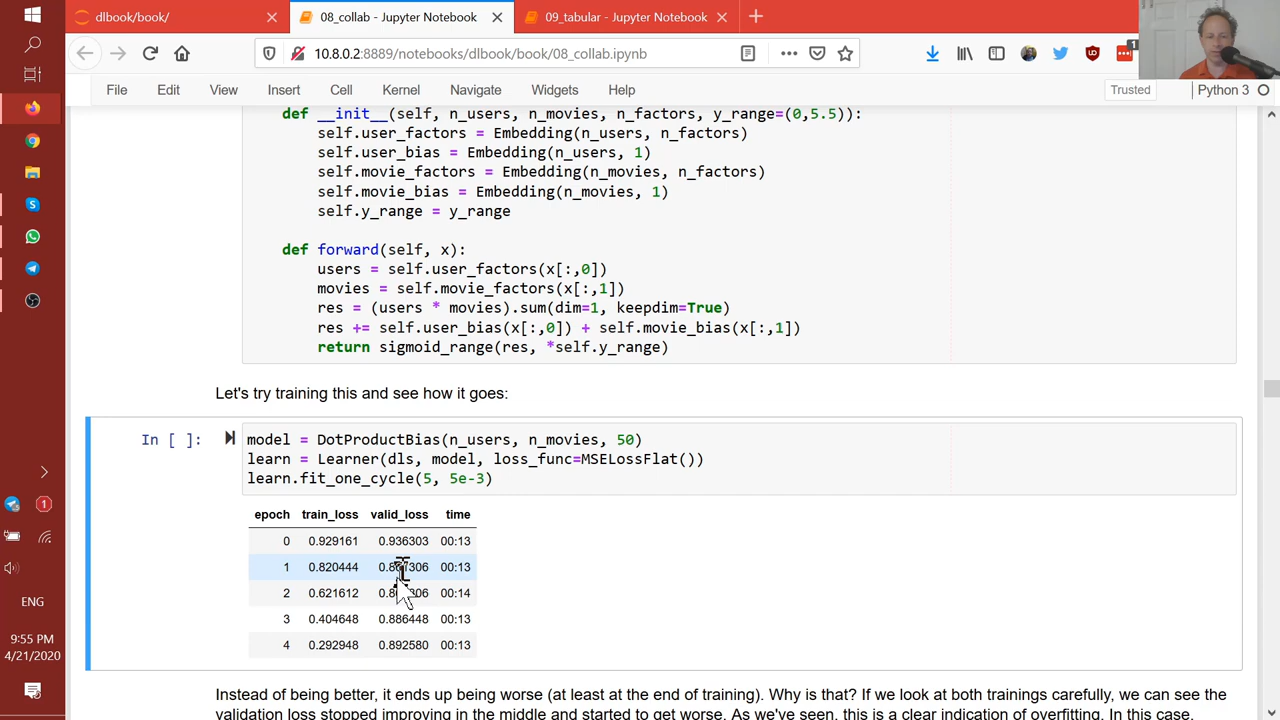 dlbook/book/
08_collab - Jupyter Notebook
09_tabular - Jupyter Notebook
10.8.0.2:8889/notebooks/dlbook/book/08_collab.ipynb
1
File Edit View Insert Cell Kernel Navigate Widgets Help
Trusted
Python 3
def __init__(self, n_users, n_movies, n_factors, y_range=(0,5.5)):
self.user_factors = Embedding(n_users, n_factors)
self.user_bias = Embedding(n_users, 1)
self.movie_factors = Embedding(n_movies, n_factors)
self.movie_bias = Embedding(n_movies, 1)
self.y_range = y_range
def forward(self, x):
users = self.user_factors(x[:,0])
movies = self.movie_factors(x[:,1])
res = (users * movies).sum(dim=1, keepdim=True)
res += self.user_bias(x[:,0]) + self.movie_bias(x[:,1])
return sigmoid_range(res, *self.y_range)
Let's try training this and see how it goes:
In [ ]:
model = DotProductBias(n_users, n_movies, 50)
learn = Learner(dls, model, loss_func=MSELossFlat())
learn.fit_one_cycle(5, 5e-3)
epoch train_loss valid_loss time
0 0.929161 0.936303 00:13
1 0.820444 00:13
2 0.621612 00:14
3 0.404648 0.886448 00:13
4 0.292948 0.892580 00:13
Instead of being better, it ends up being worse (at least at the end of training). Why is that? If we look at both trainings carefully, we can see the
validation loss stopped improving in the middle and started to get worse. As we've seen, this is a clear indication of overfitting. In this case,
1
ENG
9:55 PM
4/21/2020